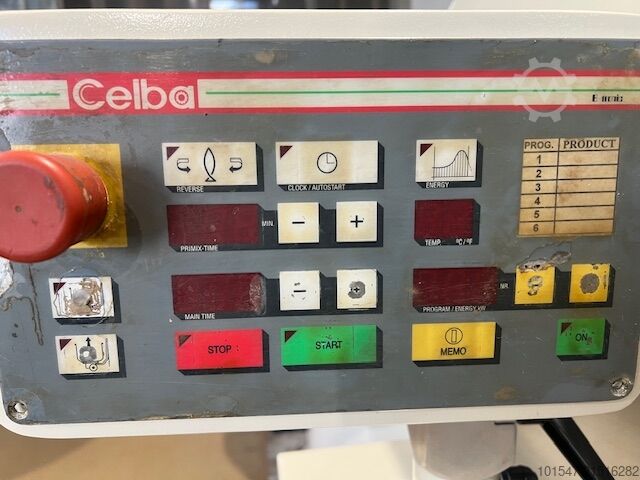 Celba
PROG. PRODUCT
1
2
3
4
5
6
REVERSE
CLOCK / AUTOSTART
ENERGY
MIN.
− +
PRIMIX-TIME
TEMP. °C/°F
−
MAIN TIME
NR.
PROGRAM / ENERGY kW
STOP
START
MEMO
ON